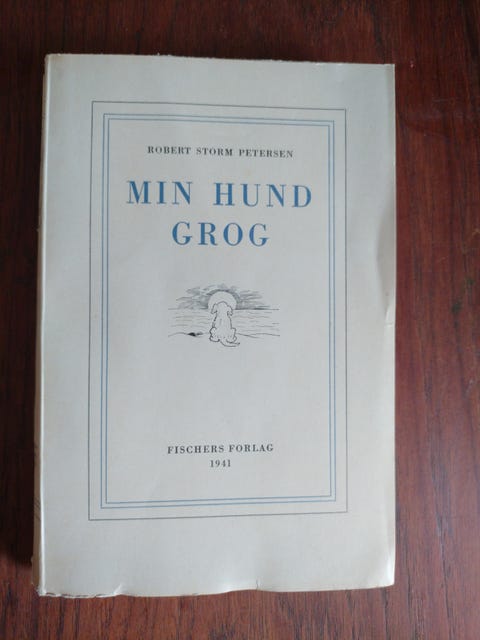 ROBERT STORM PETERSEN
MIN HUND
GROG
FISCHERS FORLAG
1941